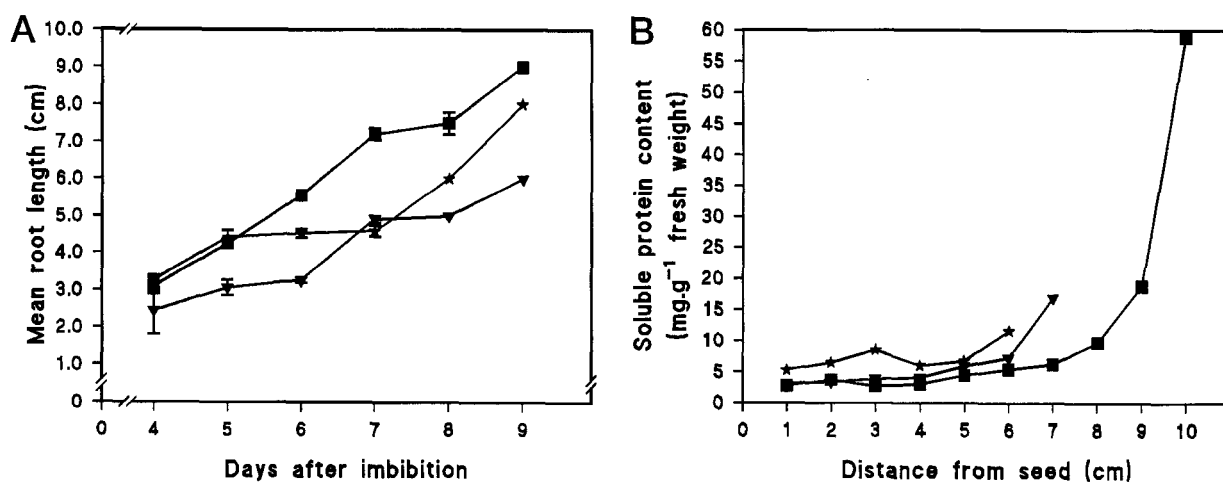 A
Mean root length (cm)
10.0
9.0
8.0
7.0
6.0
5.0
4.0
3.0
2.0
1.0
0
0 4 5 6 7 8 9
Days after imbibition
B
Soluble protein content
(mg.g⁻¹ fresh weight)
60
55
50
45
40
35
30
25
20
15
10
5
0
0 1 2 3 4 5 6 7 8 9 10
Distance from seed (cm)